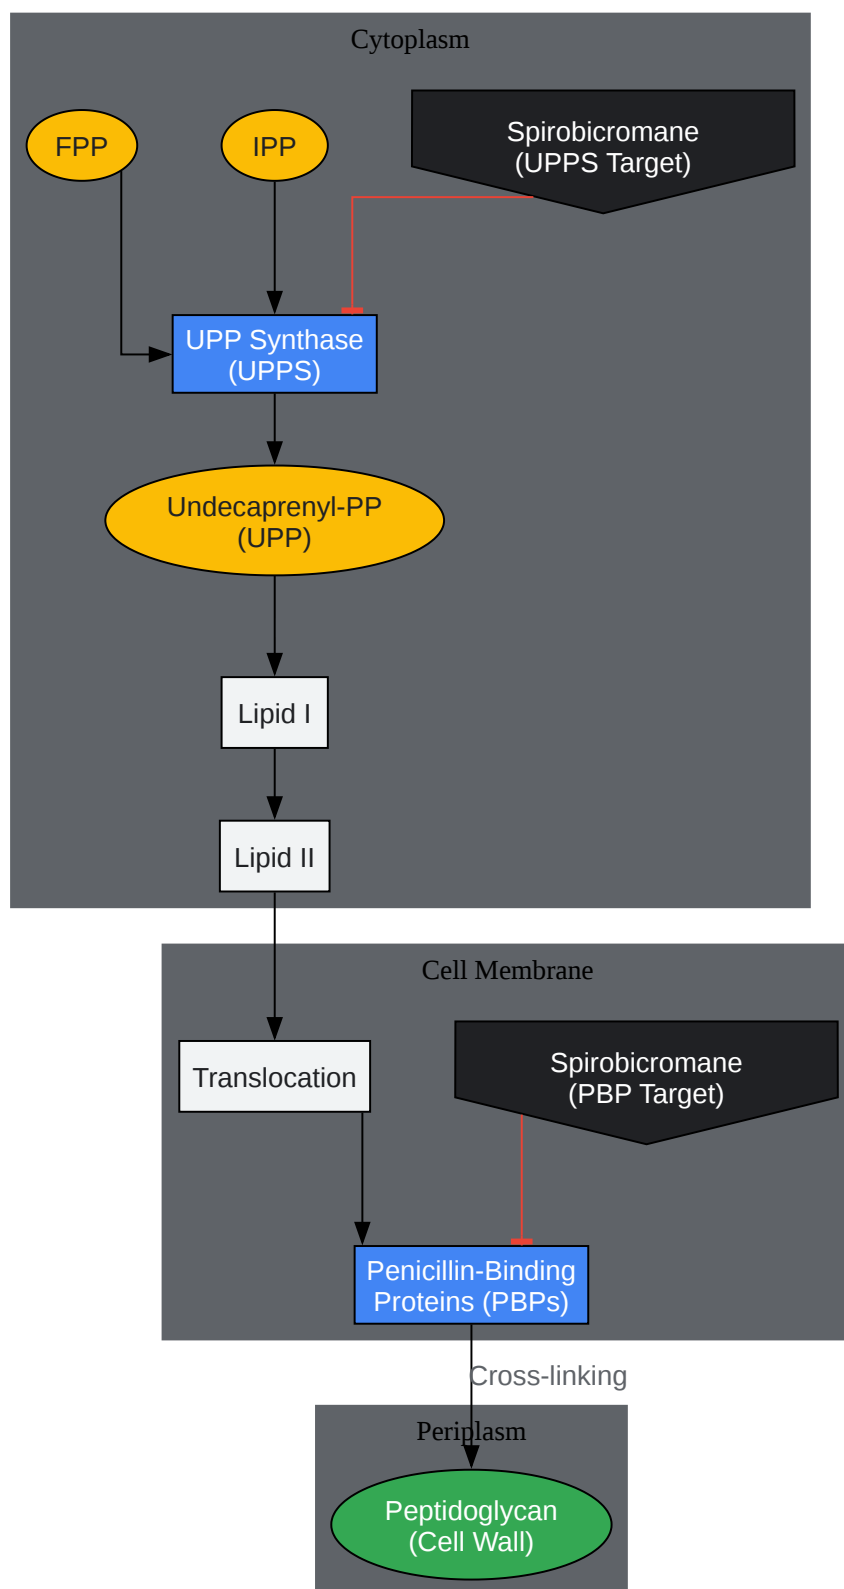 Cytoplasm
FPP
IPP
Spirobicromane
(UPPS Target)
UPP Synthase
(UPPS)
Undecaprenyl-PP
(UPP)
Lipid I
Lipid II
Cell Membrane
Translocation
Spirobicromane
(PBP Target)
Penicillin-Binding
Proteins (PBPs)
Cross-linking
Periplasm
Peptidoglycan
(Cell Wall)